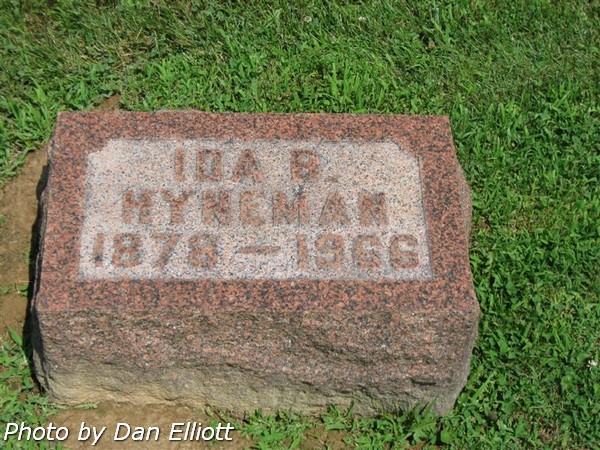 IDA B.
HYNEMAN
1878 — 1966
Photo by Dan Elliott